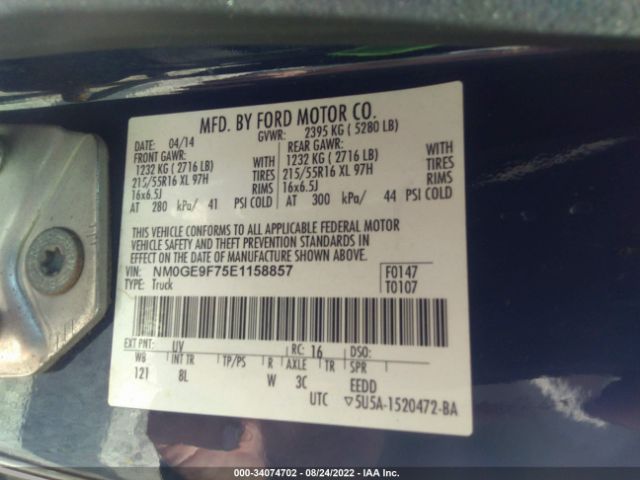 MFD. BY FORD MOTOR CO.
DATE: 04/14 GVWR: 2395 KG ( 5280 LB)
FRONT GAWR: WITH REAR GAWR: WITH
1232 KG ( 2716 LB) TIRES 1232 KG ( 2716 LB) TIRES
215/55R16 XL 97H RIMS 215/55R16 XL 97H RIMS
16x6.5J 16x6.5J
AT 280 kPa/ 41 PSI COLD AT 300 kPa/ 44 PSI COLD
THIS VEHICLE CONFORMS TO ALL APPLICABLE FEDERAL MOTOR
VEHICLE SAFETY AND THEFT PREVENTION STANDARDS IN
EFFECT ON THE DATE OF MANUFACTURE SHOWN ABOVE.
VIN: NM0GE9F75E1158857 F0147
TYPE: Truck T0107
EXT PNT: UV RC: 16 DSO:
WB INT TR TP/PS R AXLE TR SPR
121 8L W 3C EEDD
UTC ▽5U5A-1520472-BA
000-34074702 - 08/24/2022 - IAA Inc.